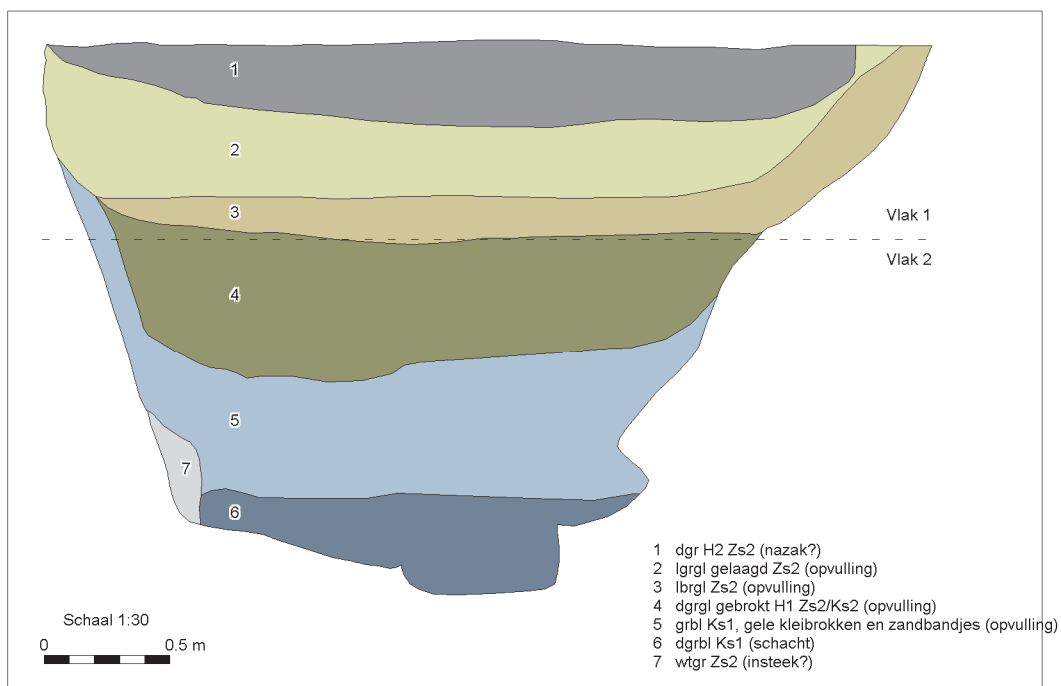 1
2
3
Vlak 1
Vlak 2
4
5
7
6
1 dgr H2 Zs2 (nazak?)
2 lgrgl gelaagd Zs2 (opvulling)
3 lbrgl Zs2 (opvulling)
4 dgrgl gebrokt H1 Zs2/Ks2 (opvulling)
5 grbl Ks1, gele kleibrokken en zandbandjes (opvulling)
6 dgrbl Ks1 (schacht)
7 wtgr Zs2 (insteek?)
Schaal 1:30
0 0.5 m